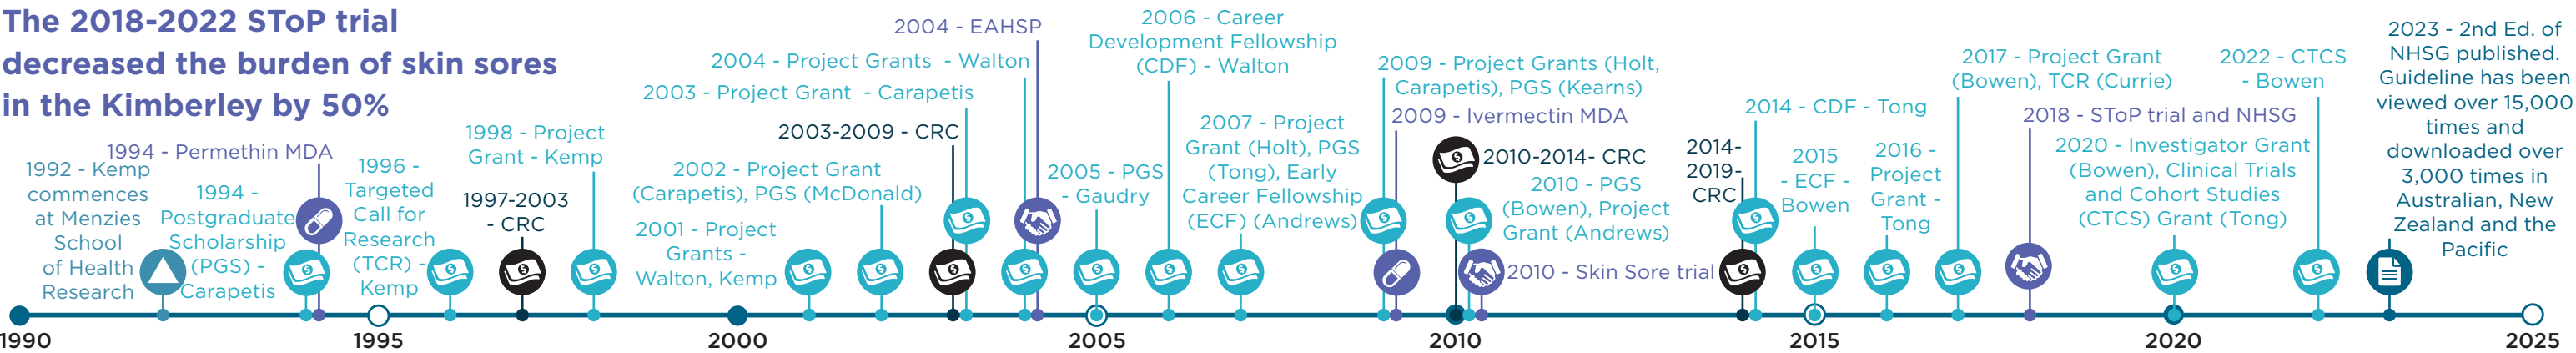 The 2018-2022 SToP trial
decreased the burden of skin sores
in the Kimberley by 50%
1992 - Kemp
commences
at Menzies
School
of Health
Research
1994 - Permethin MDA
1994 -
Postgraduate
Scholarship
(PGS) -
Carapetis
1996 -
Targeted
Call for
Research
(TCR) -
Kemp
1997-2003
- CRC
1998 - Project
Grant - Kemp
2001 - Project
Grants -
Walton, Kemp
2002 - Project Grant
(Carapetis), PGS (McDonald)
2003-2009 - CRC
2003 - Project Grant - Carapetis
2004 - Project Grants - Walton
2004 - EAHSP
2005 - PGS
- Gaudry
2006 - Career
Development Fellowship
(CDF) - Walton
2007 - Project
Grant (Holt), PGS
(Tong), Early
Career Fellowship
(ECF) (Andrews)
2009 - Project Grants (Holt,
Carapetis), PGS (Kearns)
2009 - Ivermectin MDA
2010-2014- CRC
2010 - PGS
(Bowen), Project
Grant (Andrews)
2010 - Skin Sore trial
2014-
2019-
CRC
2014 - CDF - Tong
2015
- ECF -
Bowen
2016 -
Project
Grant -
Tong
2017 - Project Grant
(Bowen), TCR (Currie)
2018 - SToP trial and NHSG
2020 - Investigator Grant
(Bowen), Clinical Trials
and Cohort Studies
(CTCS) Grant (Tong)
2022 - CTCS
- Bowen
2023 - 2nd Ed. of
NHSG published.
Guideline has been
viewed over 15,000
times and
downloaded over
3,000 times in
Australian, New
Zealand and the
Pacific
1990
1995
2000
2005
2010
2015
2020
2025